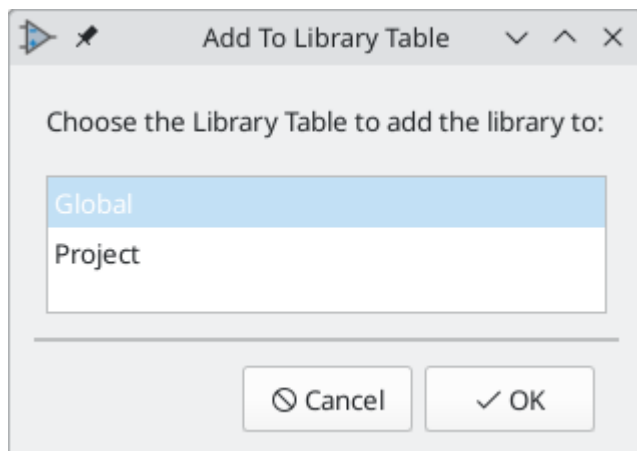 Add To Library Table
Choose the Library Table to add the library to:
Global
Project
Cancel
OK